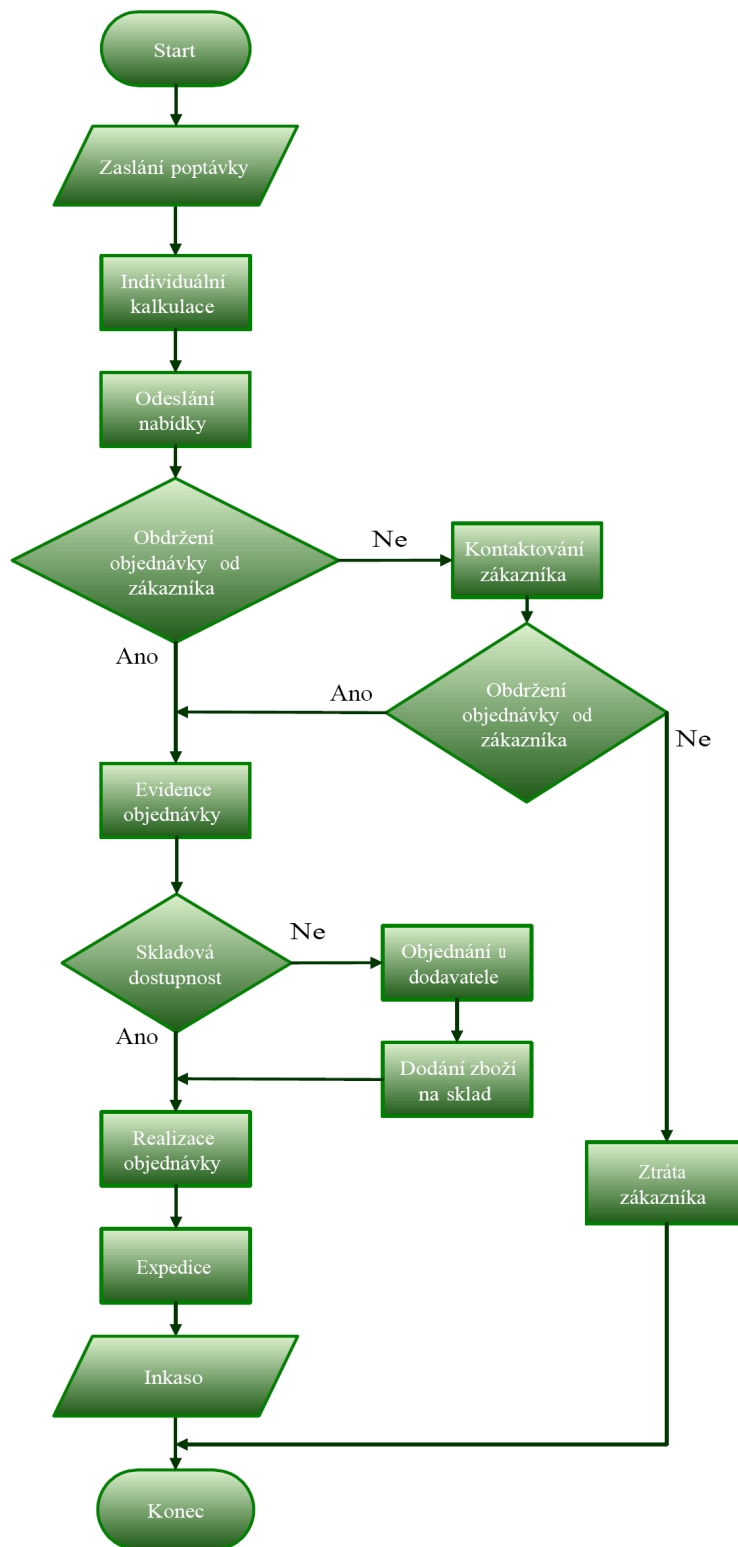 Start
Zaslání poptávky
Individuální
kalkulace
Odeslání
nabídky
Obdržení
objednávky od
zákazníka
Ne
Kontaktování
zákazníka
Ano
Ano
Obdržení
objednávky od
zákazníka
Ne
Evidence
objednávky
Skladová
dostupnost
Ne
Objednání u
dodavatele
Ano
Dodání zboží
na sklad
Realizace
objednávky
Ztráta
zákazníka
Expedice
Inkaso
Konec